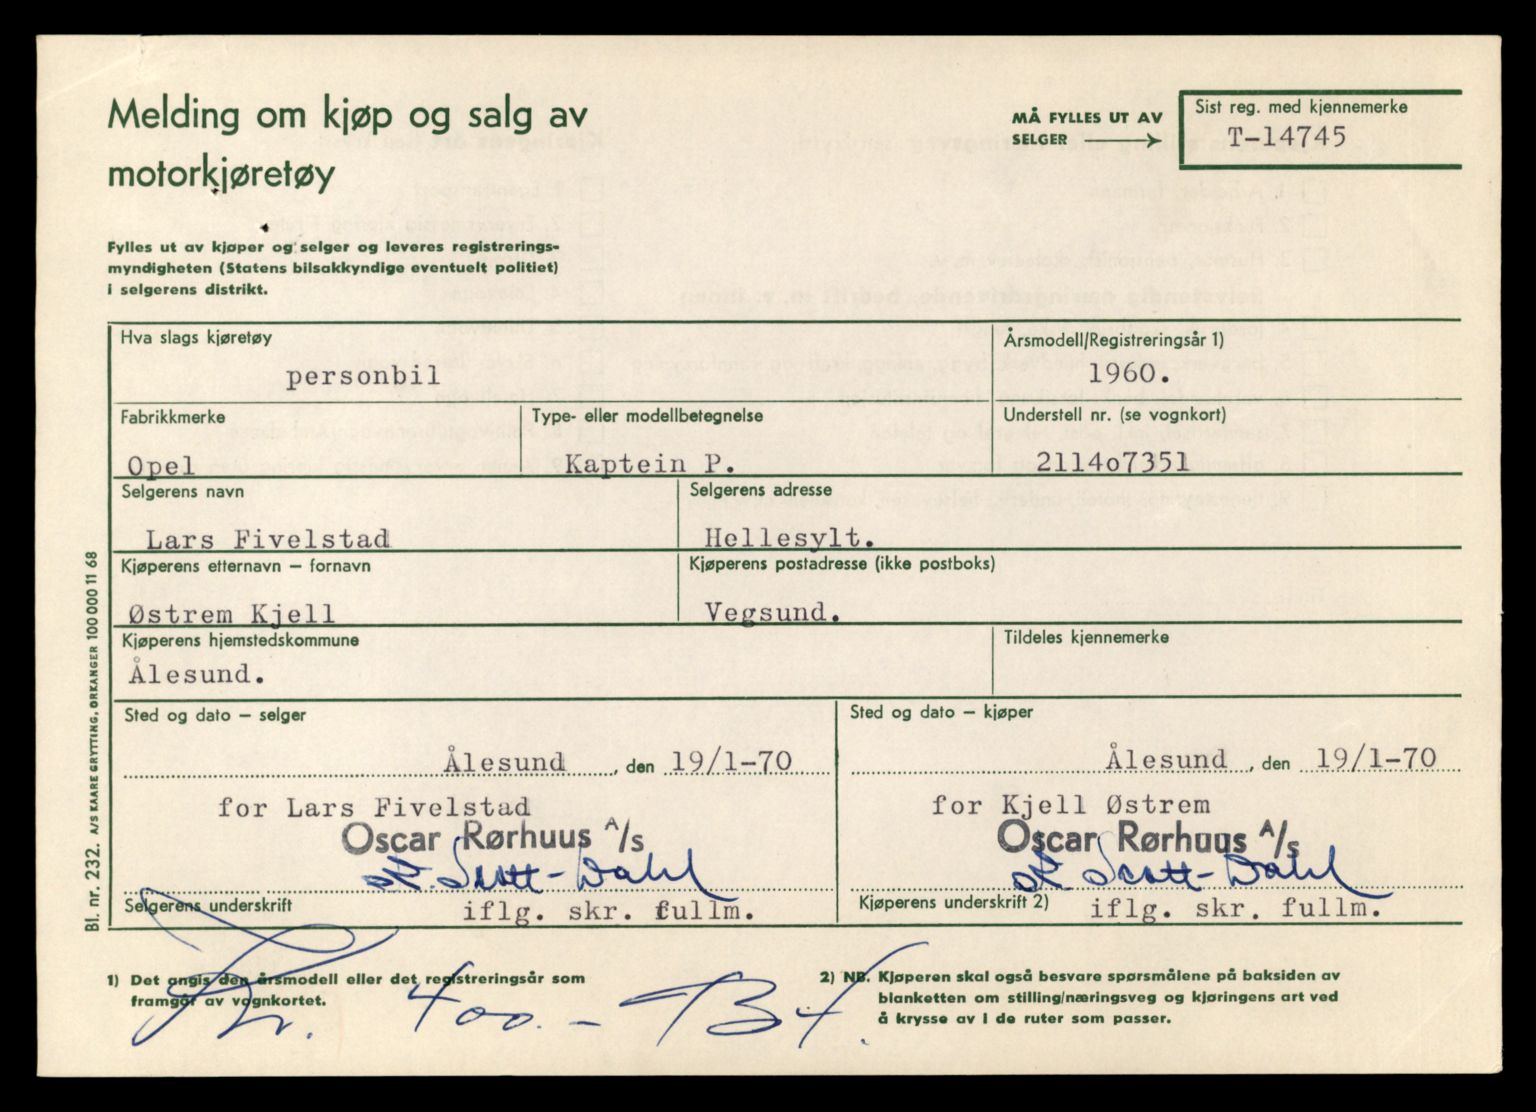 Melding om kjøp og salg av
motorkjøretøy
MÅ FYLLES UT AV
SELGER
Sist reg. med kjennemerke
T-14745
Fylles ut av kjøper og selger og leveres registrerings-
myndigheten (Statens bilsakkyndige eventuelt politiet)
i selgerens distrikt.
Hva slags kjøretøy
personbil
Årsmodell/Registreringsår 1)
1960.
Fabrikkmerke
Opel
Type- eller modellbetegnelse
Kaptein P.
Understell nr. (se vognkort)
2114o7351
Selgerens navn
Lars Fivelstad
Selgerens adresse
Hellesylt.
Kjøperens etternavn – fornavn
Østrem Kjell
Kjøperens postadresse (ikke postboks)
Vegsund.
Kjøperens hjemstedskommune
Ålesund.
Tildeles kjennemerke
Sted og dato – selger
Ålesund, den 19/1-70
for Lars Fivelstad
Oscar Rørhuus A/s
Scott-Dahl
Selgerens underskrift
iflg. skr. fullm.
Sted og dato – kjøper
Ålesund, den 19/1-70
for Kjell Østrem
Oscar Rørhuus A/s
Scott-Dahl
Kjøperens underskrift 2)
iflg. skr. fullm.
1) Det angis den årsmodell eller det registreringsår som
framgår av vognkortet.
2) NB. Kjøperen skal også besvare spørsmålene på baksiden av
blanketten om stilling/næringsveg og kjøringens art ved
å krysse av i de ruter som passer.
Kr. 400.-
Bl. nr. 232. A/S KAARE GRYTTING, ORKANGER 100 000 11 68